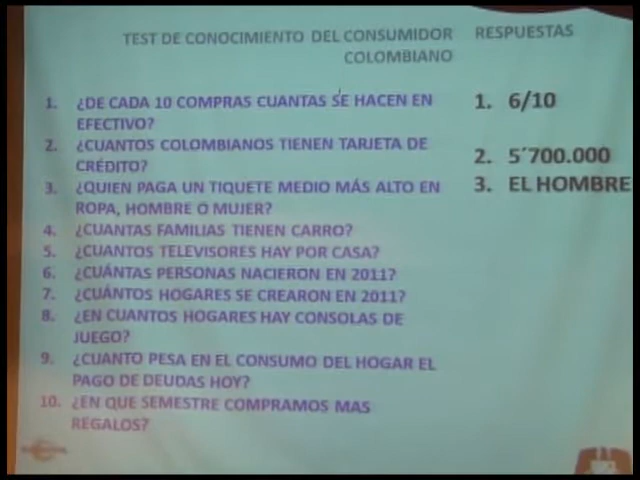 TEST DE CONOCIMIENTO DEL CONSUMIDOR
COLOMBIANO
RESPUESTAS
1. ¿DE CADA 10 COMPRAS CUANTAS SE HACEN EN
EFECTIVO?
2. ¿CUANTOS COLOMBIANOS TIENEN TARJETA DE
CRÉDITO?
3. ¿QUIEN PAGA UN TIQUETE MEDIO MÁS ALTO EN
ROPA, HOMBRE O MUJER?
4. ¿CUANTAS FAMILIAS TIENEN CARRO?
5. ¿CUANTOS TELEVISORES HAY POR CASA?
6. ¿CUÁNTAS PERSONAS NACIERON EN 2011?
7. ¿CUÁNTOS HOGARES SE CREARON EN 2011?
8. ¿EN CUANTOS HOGARES HAY CONSOLAS DE
JUEGO?
9. ¿CUANTO PESA EN EL CONSUMO DEL HOGAR EL
PAGO DE DEUDAS HOY?
10. ¿EN QUE SEMESTRE COMPRAMOS MAS
REGALOS?
1. 6/10
2. 5´700.000
3. EL HOMBRE